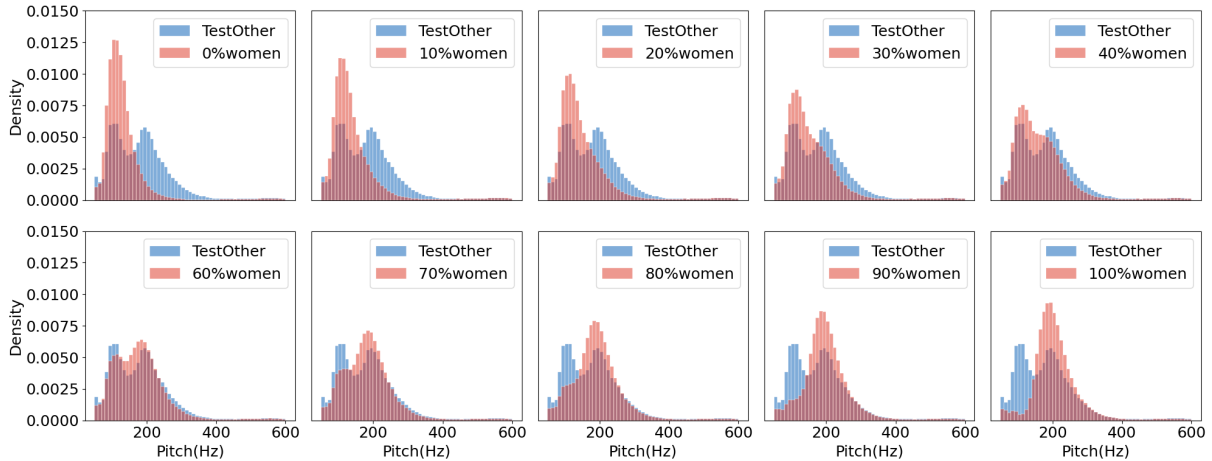 0.0150
0.0125
0.0100
0.0075
0.0050
0.0025
0.0000
Density
TestOther
0%women
TestOther
10%women
TestOther
20%women
TestOther
30%women
TestOther
40%women
0.0150
0.0125
0.0100
0.0075
0.0050
0.0025
0.0000
Density
TestOther
60%women
TestOther
70%women
TestOther
80%women
TestOther
90%women
TestOther
100%women
200 400 600
Pitch(Hz)
200 400 600
Pitch(Hz)
200 400 600
Pitch(Hz)
200 400 600
Pitch(Hz)
200 400 600
Pitch(Hz)